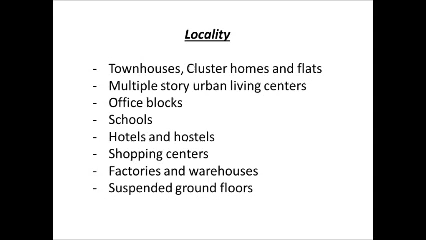 Locality
- Townhouses, Cluster homes and flats
- Multiple story urban living centers
- Office blocks
- Schools
- Hotels and hostels
- Shopping centers
- Factories and warehouses
- Suspended ground floors